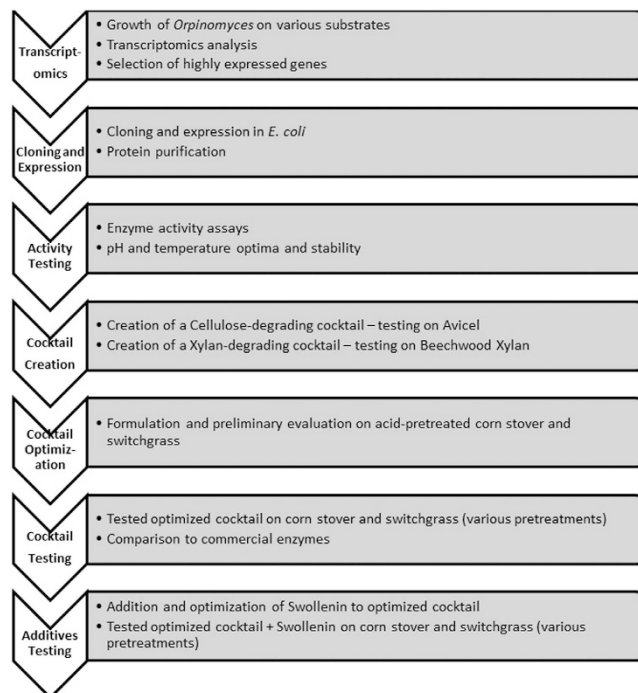 Transcript-
omics
• Growth of Orpinomyces on various substrates
• Transcriptomics analysis
• Selection of highly expressed genes
Cloning and
Expression
• Cloning and expression in E. coli
• Protein purification
Activity
Testing
• Enzyme activity assays
• pH and temperature optima and stability
Cocktail
Creation
• Creation of a Cellulose-degrading cocktail – testing on Avicel
• Creation of a Xylan-degrading cocktail – testing on Beechwood Xylan
Cocktail
Optimiz-
ation
• Formulation and preliminary evaluation on acid-pretreated corn stover and
switchgrass
Cocktail
Testing
• Tested optimized cocktail on corn stover and switchgrass (various pretreatments)
• Comparison to commercial enzymes
Additives
Testing
• Addition and optimization of Swollenin to optimized cocktail
• Tested optimized cocktail + Swollenin on corn stover and switchgrass (various
pretreatments)